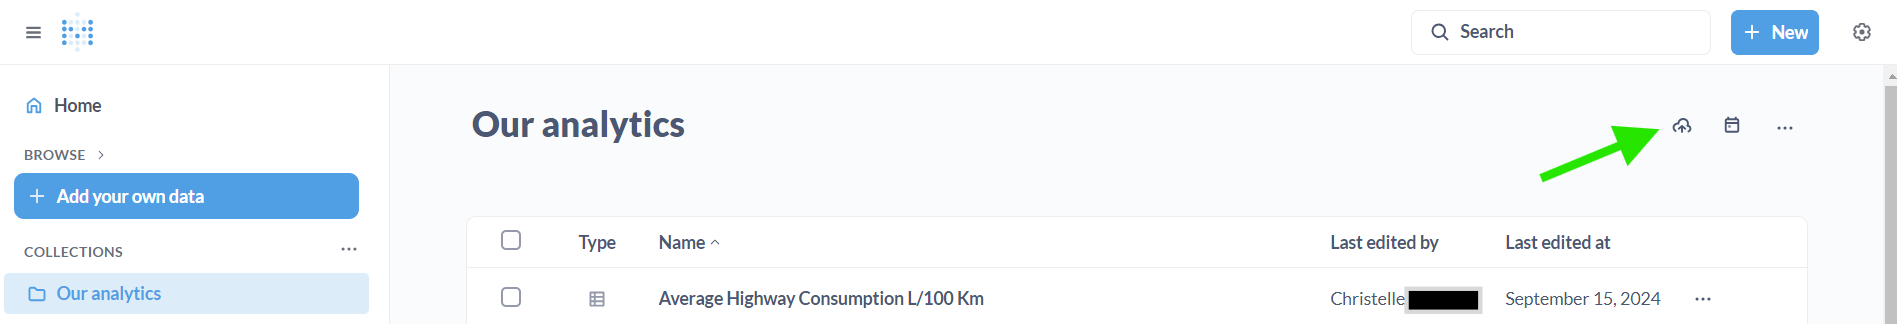 Search
New
Home
BROWSE
Add your own data
COLLECTIONS
Our analytics
Our analytics
Type Name Last edited by Last edited at
Average Highway Consumption L/100 Km Christelle September 15, 2024